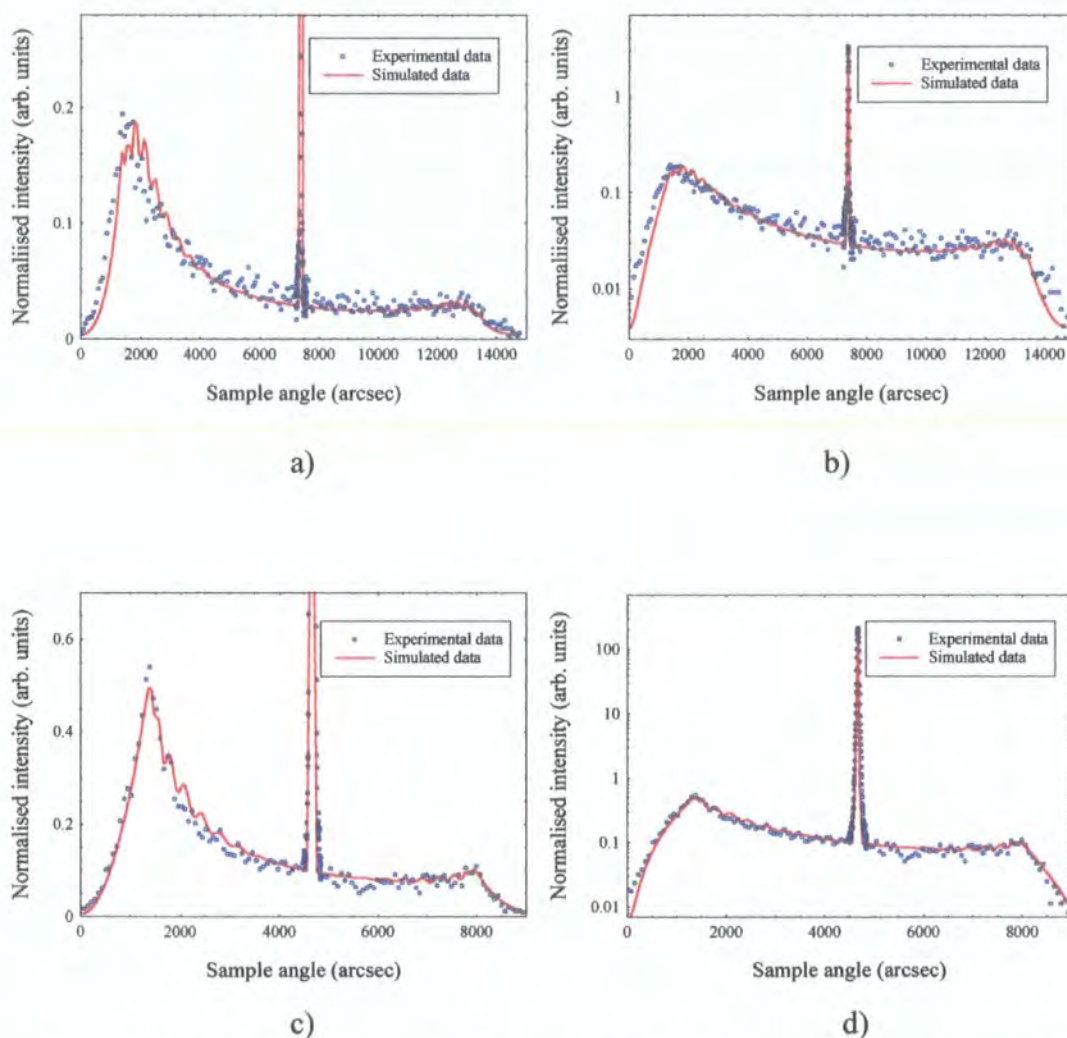 Experimental data
Simulated data
0.2
0.1
0
0 2000 4000 6000 8000 10000 12000 14000
Normaliised intensity (arb. units)
Sample angle (arcsec)
a)
Experimental data
Simulated data
1
0.1
0.01
0 2000 4000 6000 8000 10000 12000 1400
Normalised intensity (arb. units)
Sample angle (arcsec)
b)
Experimental data
Simulated data
0.6
0.4
0.2
0
0 2000 4000 6000 8000
Normalised intensity (arb. units)
Sample angle (arcsec)
c)
Experimental data
Simulated data
100
10
1
0.1
0.01
0 2000 4000 6000 8000
Normalised intensity (arb. units)
Sample angle (arcsec)
d)